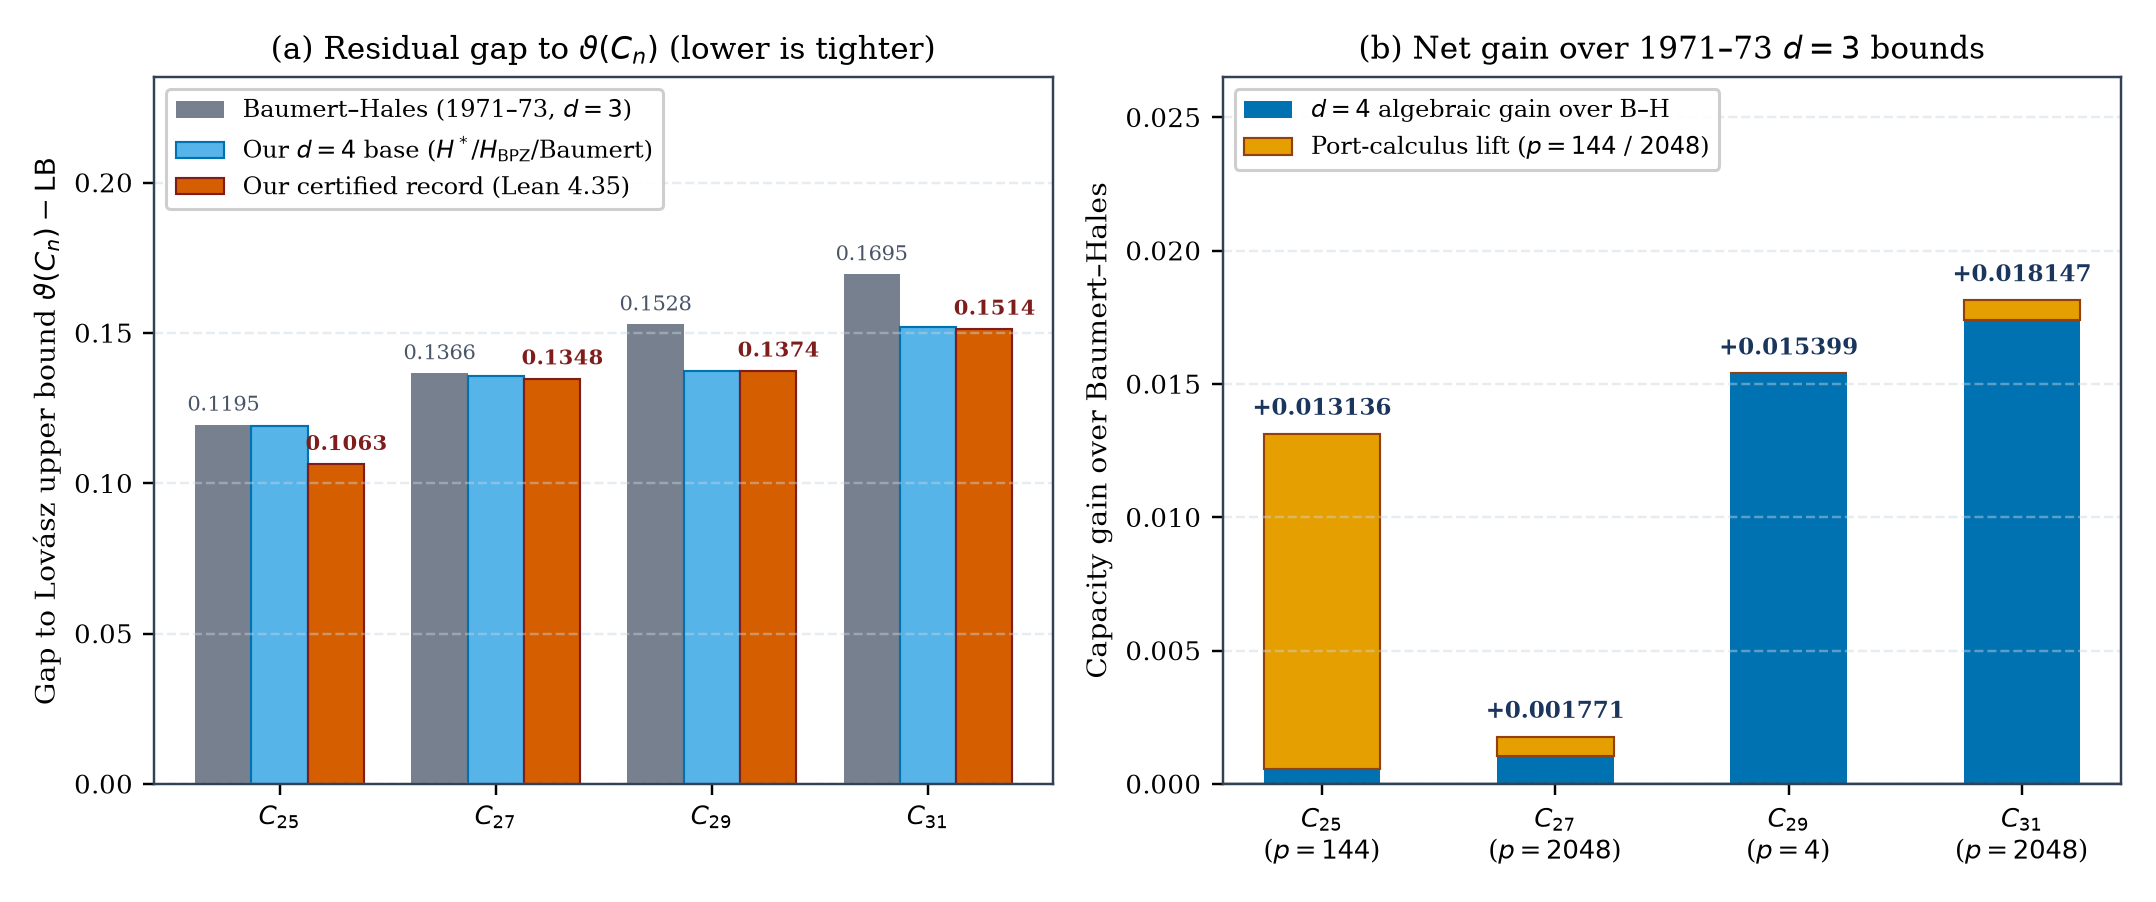 (a) Residual gap to ϑ(Cₙ) (lower is tighter)
Baumert–Hales (1971–73, d = 3)
Our d = 4 base (H*/H_BPZ/Baumert)
Our certified record (Lean 4.35)
Gap to Lovász upper bound ϑ(Cₙ) − LB
0.20
0.15
0.10
0.05
0.00
0.1195
0.1063
0.1366
0.1348
0.1528
0.1374
0.1695
0.1514
C₂₅
C₂₇
C₂₉
C₃₁
(b) Net gain over 1971–73 d = 3 bounds
d = 4 algebraic gain over B–H
Port-calculus lift (p = 144 / 2048)
Capacity gain over Baumert–Hales
0.025
0.020
0.015
0.010
0.005
0.000
+0.013136
+0.001771
+0.015399
+0.018147
C₂₅
(p = 144)
C₂₇
(p = 2048)
C₂₉
(p = 4)
C₃₁
(p = 2048)